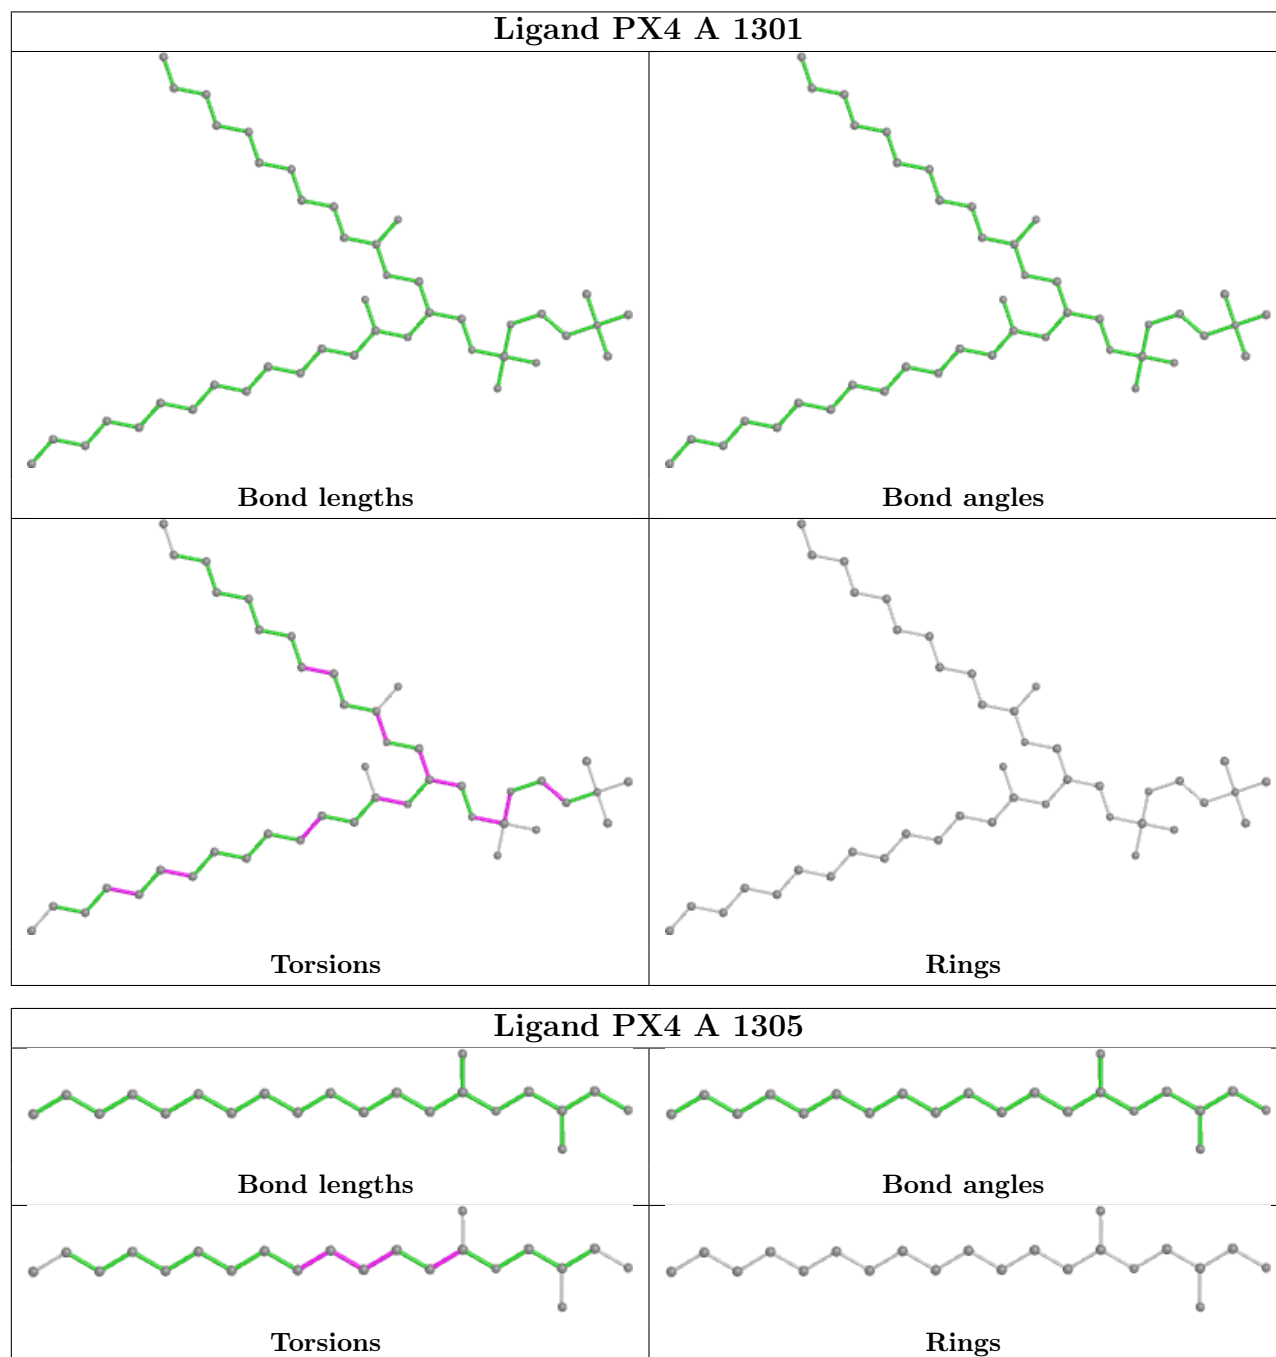 Ligand PX4 A 1301
Bond lengths
Bond angles
Torsions
Rings
Ligand PX4 A 1305
Bond lengths
Bond angles
Torsions
Rings